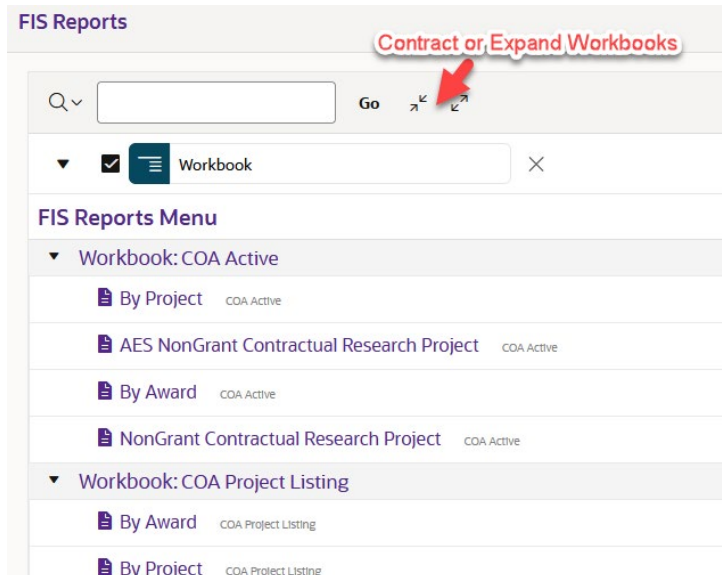 FIS Reports
Contract or Expand Workbooks
Go
Workbook
FIS Reports Menu
Workbook: COA Active
By Project COA Active
AES NonGrant Contractual Research Project COA Active
By Award COA Active
NonGrant Contractual Research Project COA Active
Workbook: COA Project Listing
By Award COA Project Listing
By Project COA Project Listing